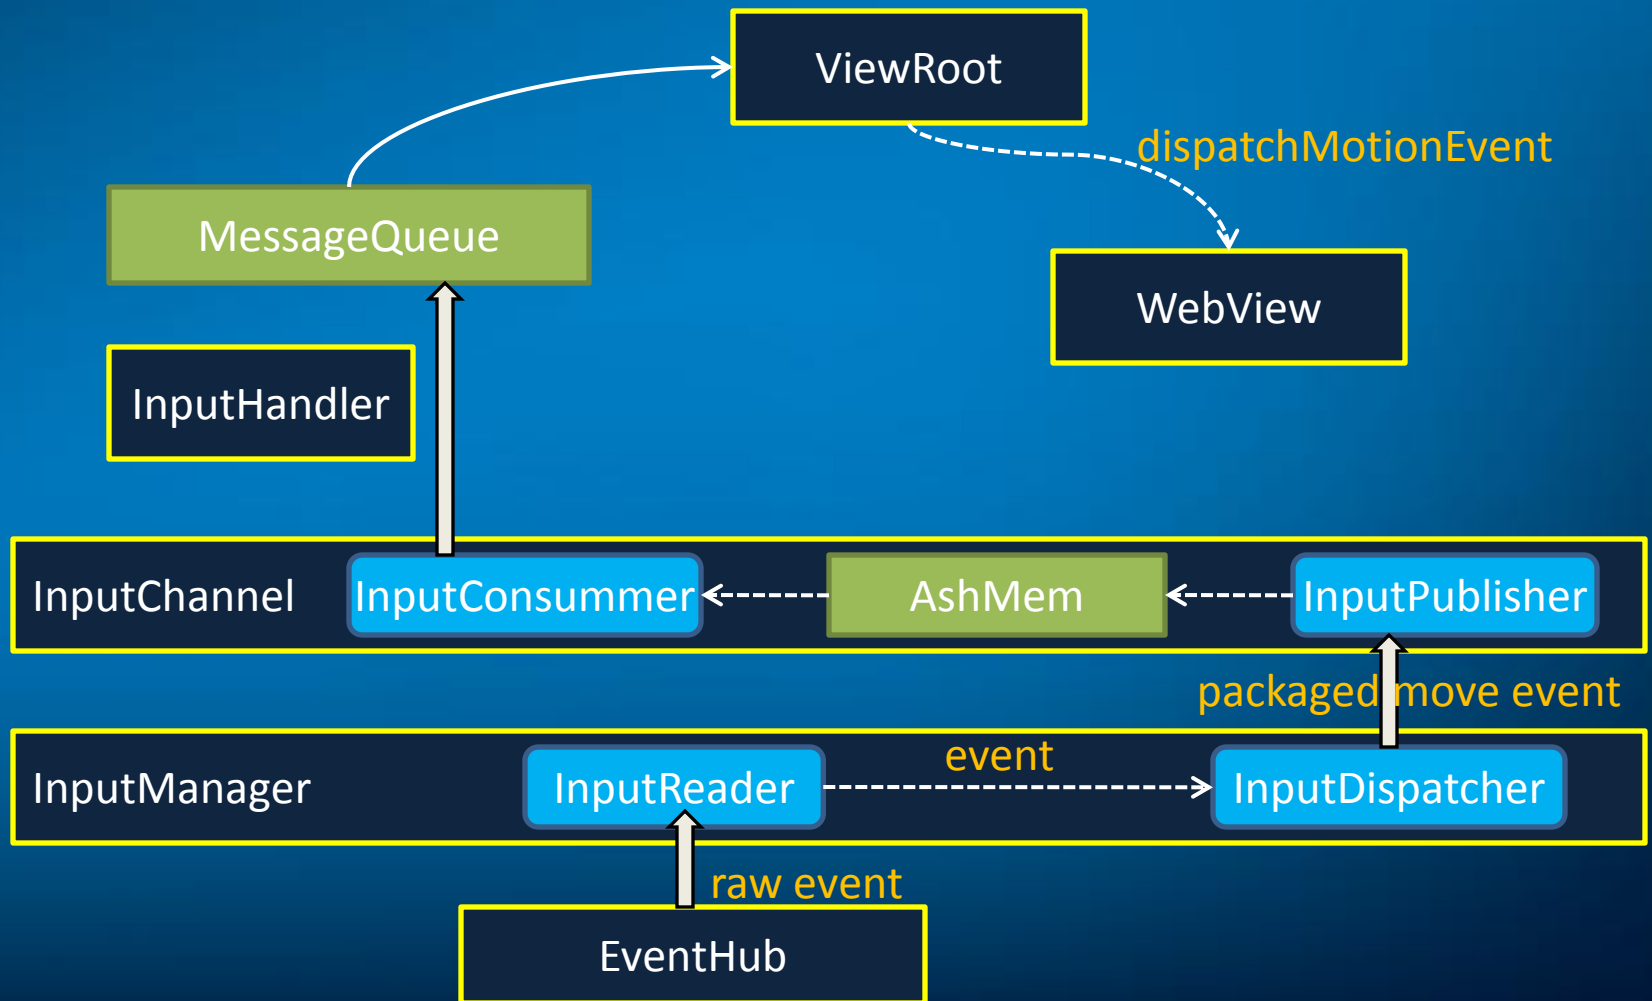 ViewRoot
dispatchMotionEvent
MessageQueue
WebView
InputHandler
InputChannel
InputConsummer
AshMem
InputPublisher
packaged move event
InputManager
InputReader
event
InputDispatcher
raw event
EventHub